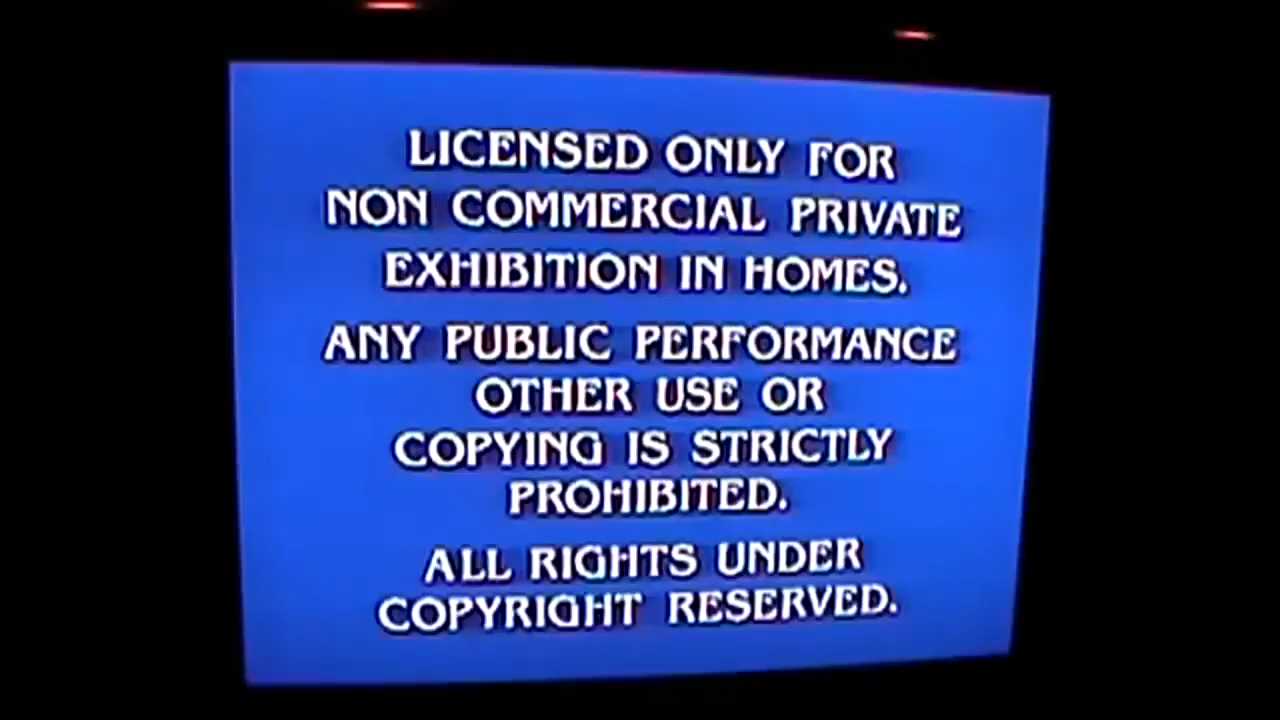 LICENSED ONLY FOR
NON COMMERCIAL PRIVATE
EXHIBITION IN HOMES.
ANY PUBLIC PERFORMANCE
OTHER USE OR
COPYING IS STRICTLY
PROHIBITED.
ALL RIGHTS UNDER
COPYRIGHT RESERVED.